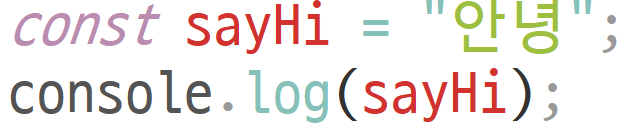 const sayHi = "안녕";
console.log(sayHi);